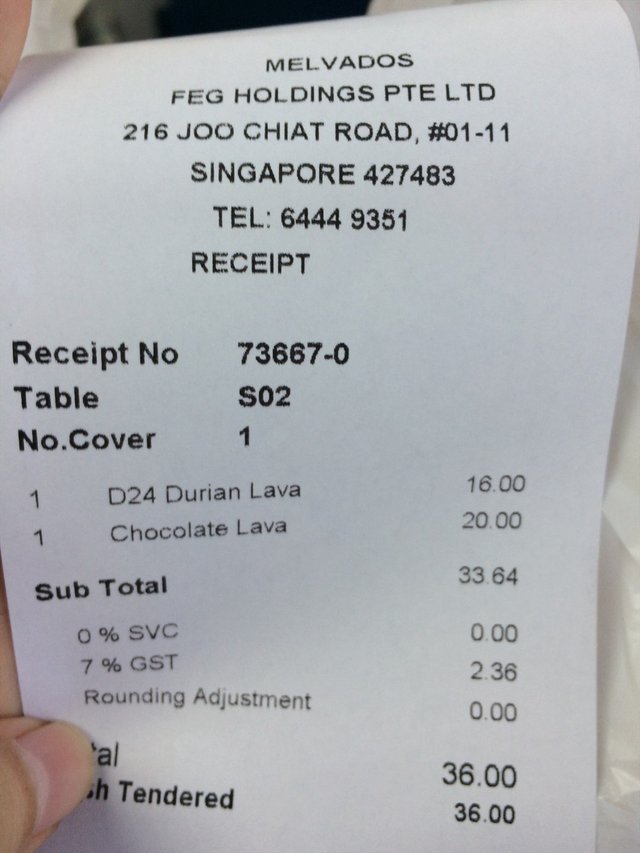 MELVADOS
FEG HOLDINGS PTE LTD
216 JOO CHIAT ROAD, #01-11
SINGAPORE 427483
TEL: 6444 9351
RECEIPT
Receipt No 73667-0
Table S02
No.Cover 1
1 D24 Durian Lava 16.00
1 Chocolate Lava 20.00
Sub Total 33.64
0 % SVC 0.00
7 % GST 2.36
Rounding Adjustment 0.00
36.00
Tendered 36.00